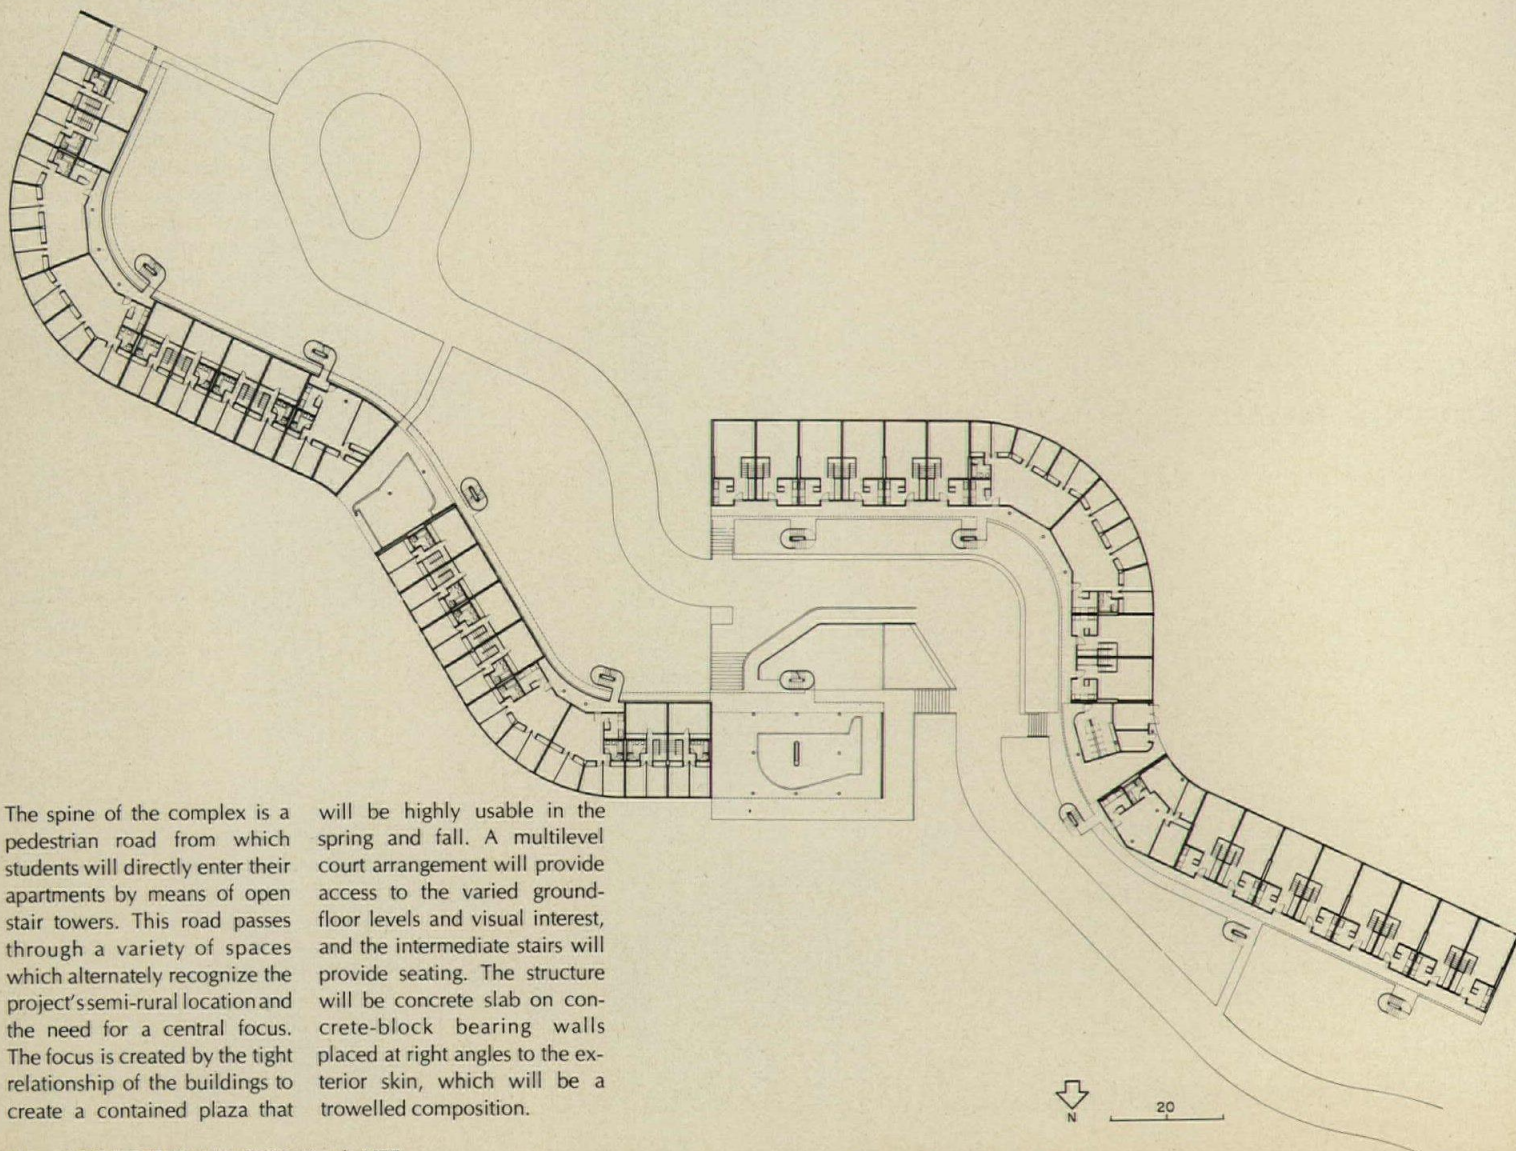 The spine of the complex is a
pedestrian road from which
students will directly enter their
apartments by means of open
stair towers. This road passes
through a variety of spaces
which alternately recognize the
project's semi-rural location and
the need for a central focus.
The focus is created by the tight
relationship of the buildings to
create a contained plaza that
will be highly usable in the
spring and fall. A multilevel
court arrangement will provide
access to the varied ground-
floor levels and visual interest,
and the intermediate stairs will
provide seating. The structure
will be concrete slab on con-
crete-block bearing walls
placed at right angles to the ex-
terior skin, which will be a
trowelled composition.
N
20